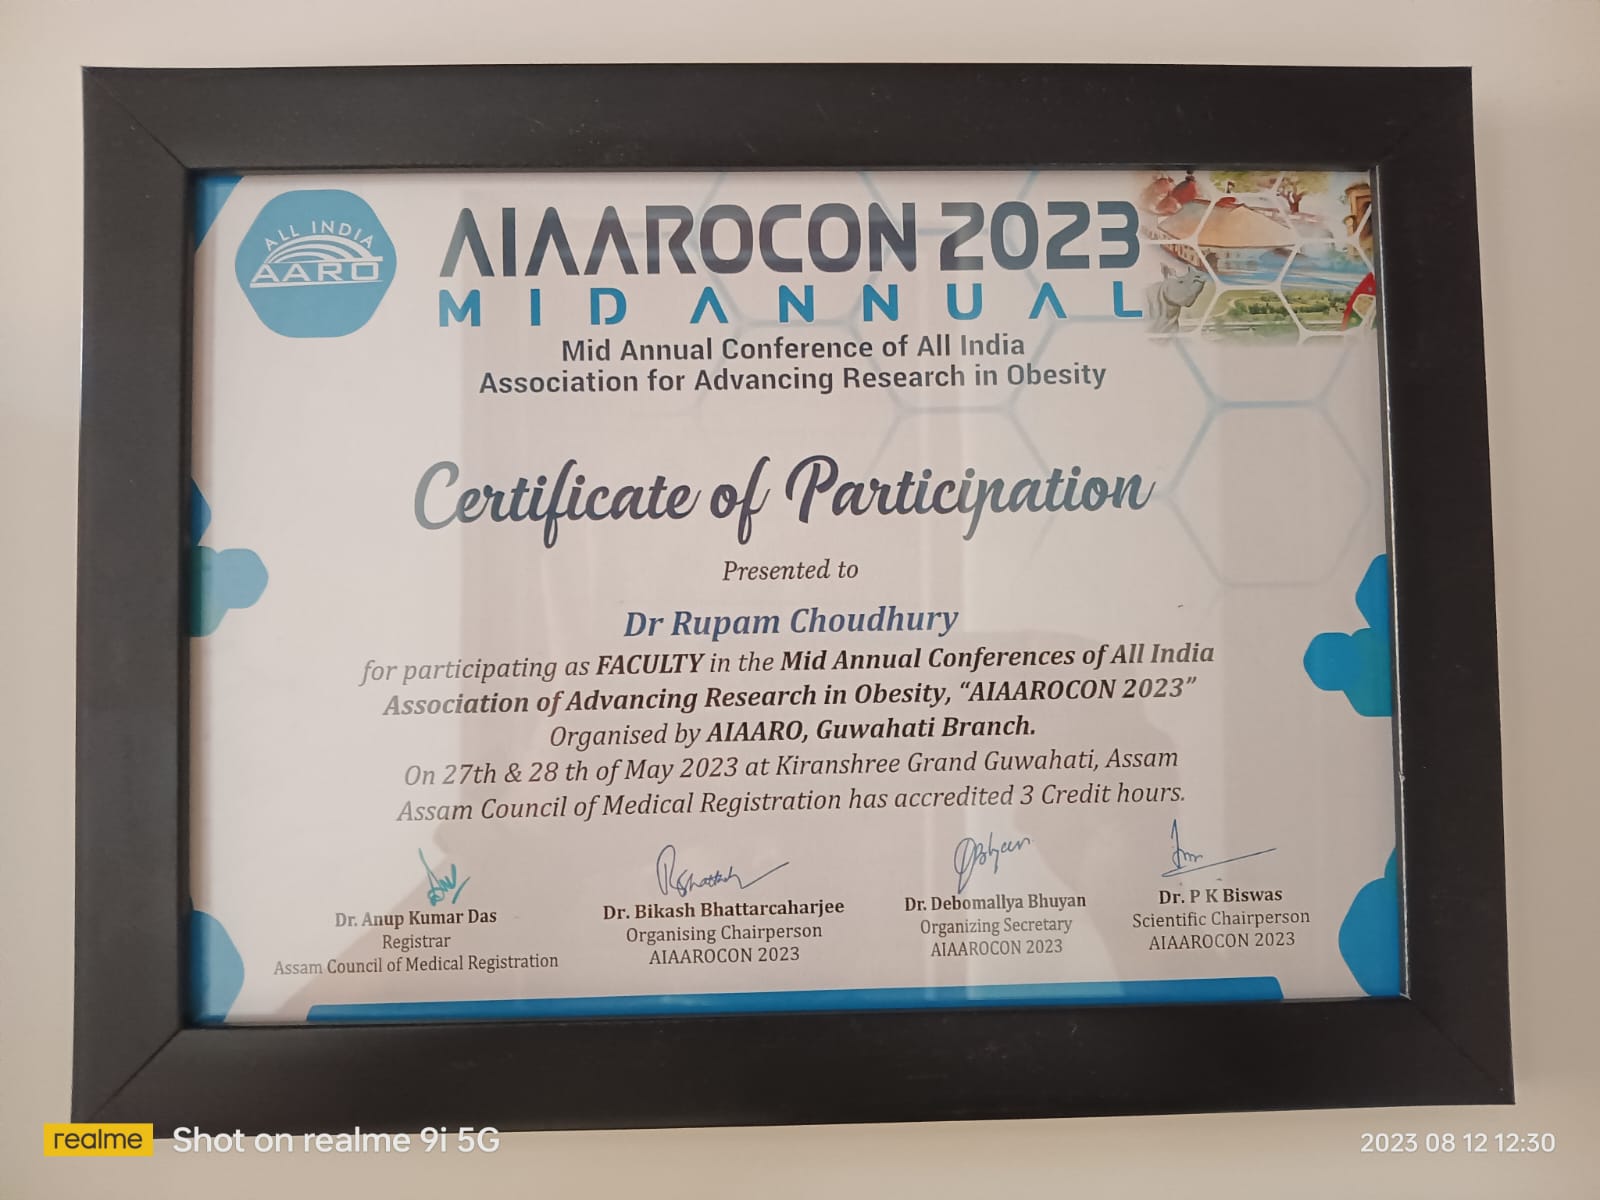 ALL INDIA
AARO
AIAAROCON 2023
MID ANNUAL
Mid Annual Conference of All India
Association for Advancing Research in Obesity
Certificate of Participation
Presented to
Dr Rupam Choudhury
for participating as FACULTY in the Mid Annual Conferences of All India
Association of Advancing Research in Obesity, “AIAAROCON 2023”
Organised by AIAARO, Guwahati Branch.
On 27th & 28 th of May 2023 at Kiranshree Grand Guwahati, Assam
Assam Council of Medical Registration has accredited 3 Credit hours.
Dr. Anup Kumar Das
Registrar
Assam Council of Medical Registration
Dr. Bikash Bhattarcaharjee
Organising Chairperson
AIAAROCON 2023
Dr. Debomallya Bhuyan
Organizing Secretary
AIAAROCON 2023
Dr. P K Biswas
Scientific Chairperson
AIAAROCON 2023
realme Shot on realme 9i 5G
2023 08 12 12:30